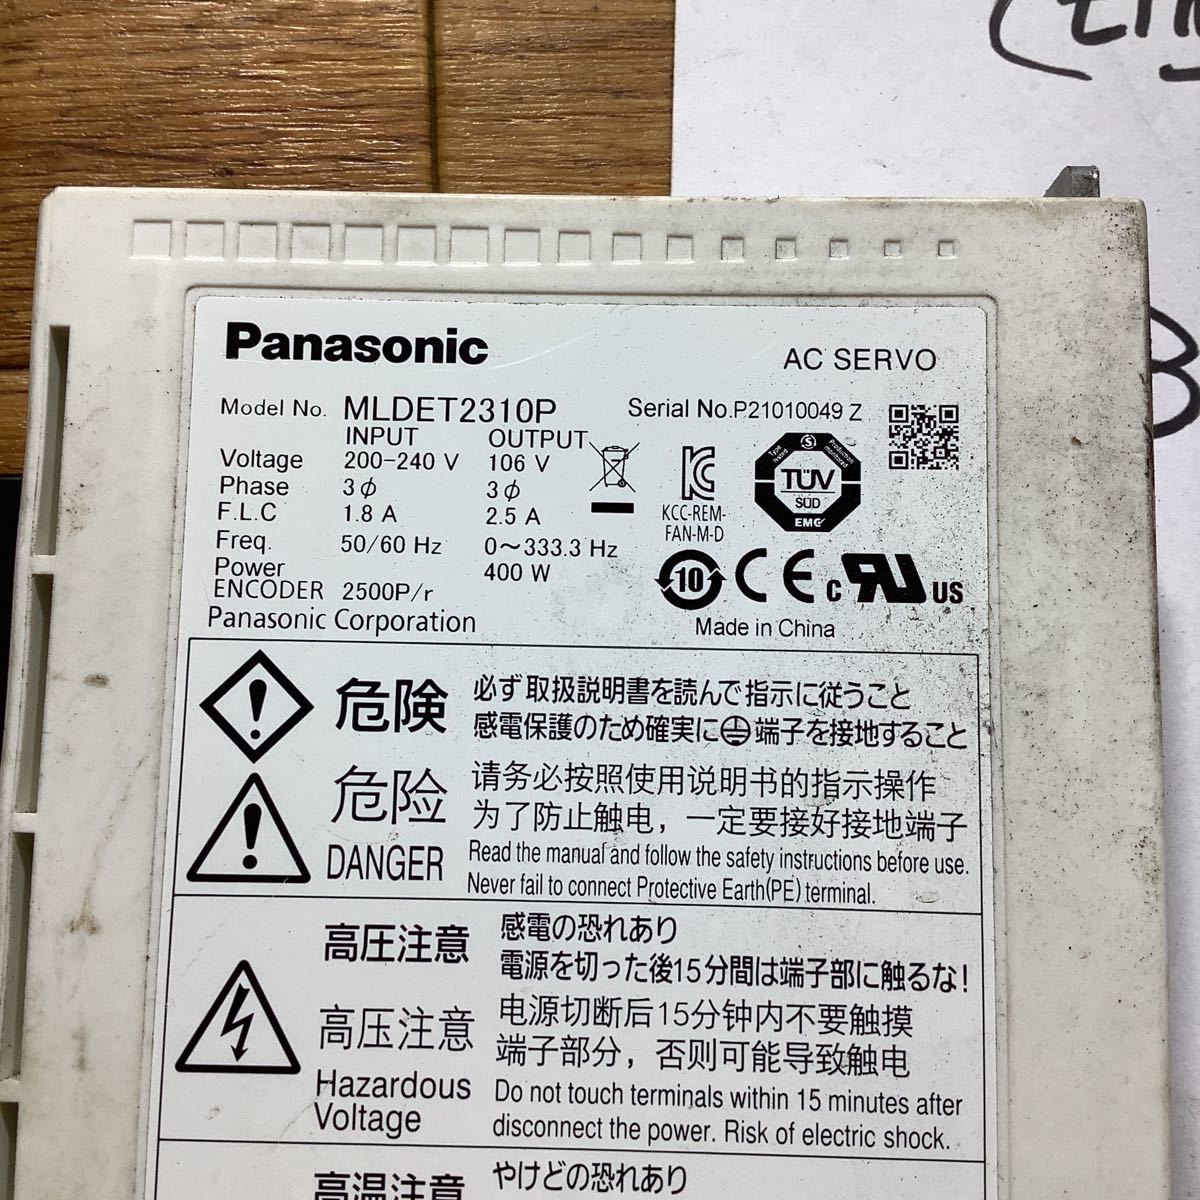 Panasonic
AC SERVO
Model No. MLDET2310P
Serial No.P21010049 Z
INPUT OUTPUT
Voltage 200-240 V 106 V
Phase 3φ 3φ
F.L.C 1.8 A 2.5 A
Freq. 50/60 Hz 0~333.3 Hz
Power 400 W
ENCODER 2500P/r
Panasonic Corporation
KCC-REM-
FAN-M-D
Type tested
Production monitored
TÜV
SÜD
EMC
10
CE
c RU US
Made in China
危険
必ず取扱説明書を読んで指示に従うこと
感電保護のため確実に端子を接地すること
危险
请务必按照使用说明书的指示操作
为了防止触电，一定要接好接地端子
DANGER
Read the manual and follow the safety instructions before use.
Never fail to connect Protective Earth(PE) terminal.
高圧注意
感電の恐れあり
電源を切った後15分間は端子部に触るな!
高压注意
电源切断后15分钟内不要触摸
端子部分，否则可能导致触电
Hazardous
Voltage
Do not touch terminals within 15 minutes after
disconnect the power. Risk of electric shock.
高温注意
やけどの恐れあり